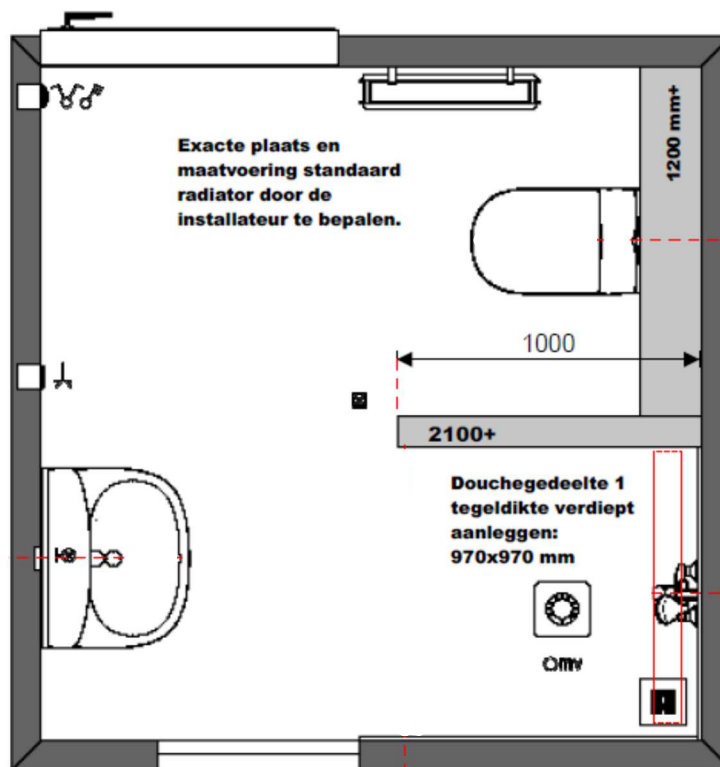 Exacte plaats en
maatvoering standaard
radiator door de
installateur te bepalen.
1200 mm+
1000
2100+
Douchegedeelte 1
tegeldikte verdiept
aanleggen:
970x970 mm
mv